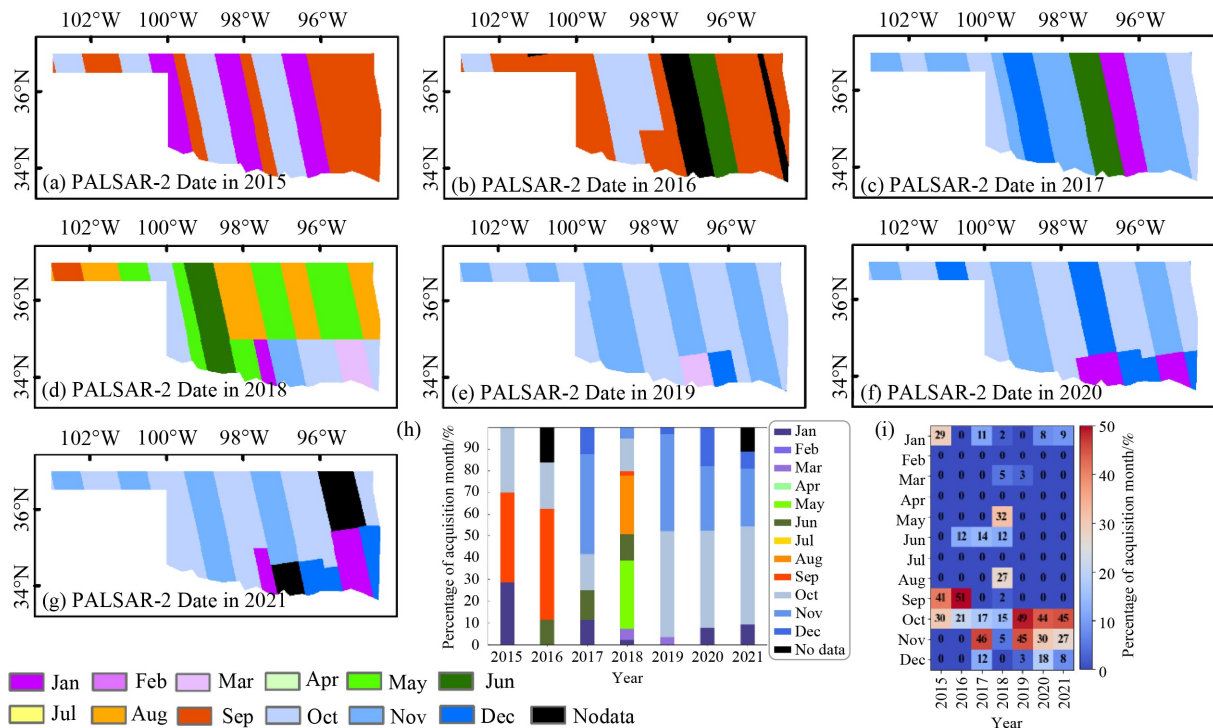 102°W 100°W 98°W 96°W
102°W 100°W 98°W 96°W
102°W 100°W 98°W 96°W
36°N
34°N
(a) PALSAR-2 Date in 2015
36°N
34°N
(b) PALSAR-2 Date in 2016
36°N
34°N
(c) PALSAR-2 Date in 2017
102°W 100°W 98°W 96°W
102°W 100°W 98°W 96°W
102°W 100°W 98°W 96°W
36°N
34°N
(d) PALSAR-2 Date in 2018
36°N
34°N
(e) PALSAR-2 Date in 2019
36°N
34°N
(f) PALSAR-2 Date in 2020
102°W 100°W 98°W 96°W
36°N
34°N
(g) PALSAR-2 Date in 2021
(h)
Percentage of acquisition month/%
90
80
70
60
50
40
30
20
10
0
2015 2016 2017 2018 2019 2020 2021
Year
Jan
Feb
Mar
Apr
May
Jun
Jul
Aug
Sep
Oct
Nov
Dec
No data
(i)
Jan 29 0 11 2 0 8 9
Feb 0 0 0 0 0 0 0
Mar 0 0 0 5 3 0 0
Apr 0 0 0 0 0 0 0
May 0 0 0 32 0 0 0
Jun 0 12 14 12 0 0 0
Jul 0 0 0 0 0 0 0
Aug 0 0 0 27 0 0 0
Sep 41 51 0 2 0 0 0
Oct 30 21 17 15 49 44 45
Nov 0 0 46 5 45 30 27
Dec 0 0 12 0 3 18 8
2015 2016 2017 2018 2019 2020 2021
Year
50
40
30
20
10
0
Percentage of acquisition month/%
Jan Feb Mar Apr May Jun
Jul Aug Sep Oct Nov Dec Nodata